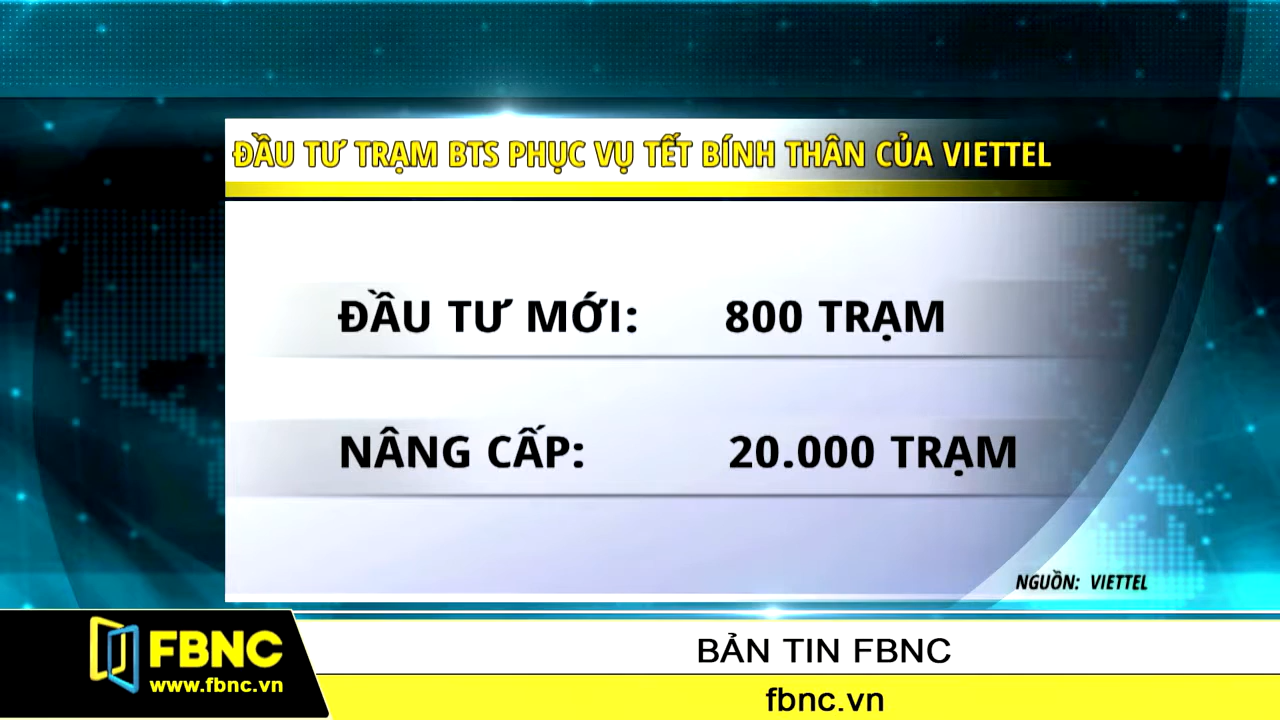 ĐẦU TƯ TRẠM BTS PHỤC VỤ TẾT BÍNH THÂN CỦA VIETTEL
ĐẦU TƯ MỚI: 800 TRẠM
NÂNG CẤP: 20.000 TRẠM
NGUỒN: VIETTEL
FBNC
www.fbnc.vn
BẢN TIN FBNC
fbnc.vn